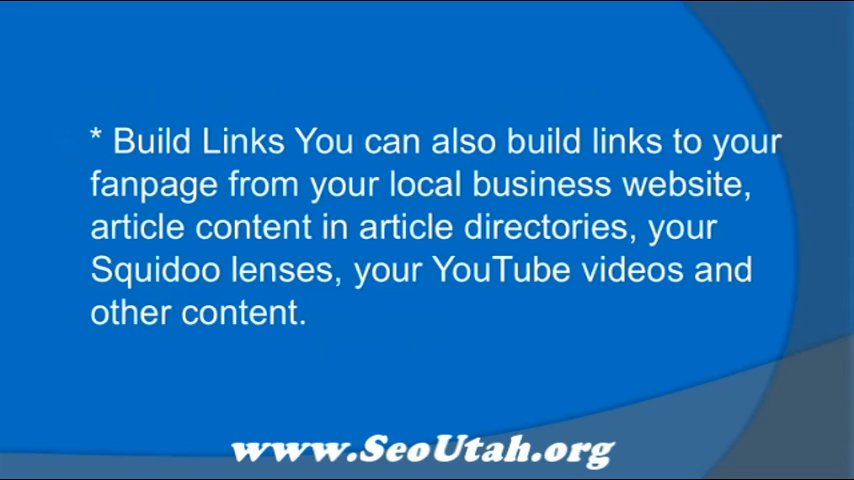 * Build Links You can also build links to your
fanpage from your local business website,
article content in article directories, your
Squidoo lenses, your YouTube videos and
other content.
www.SeoUtah.org